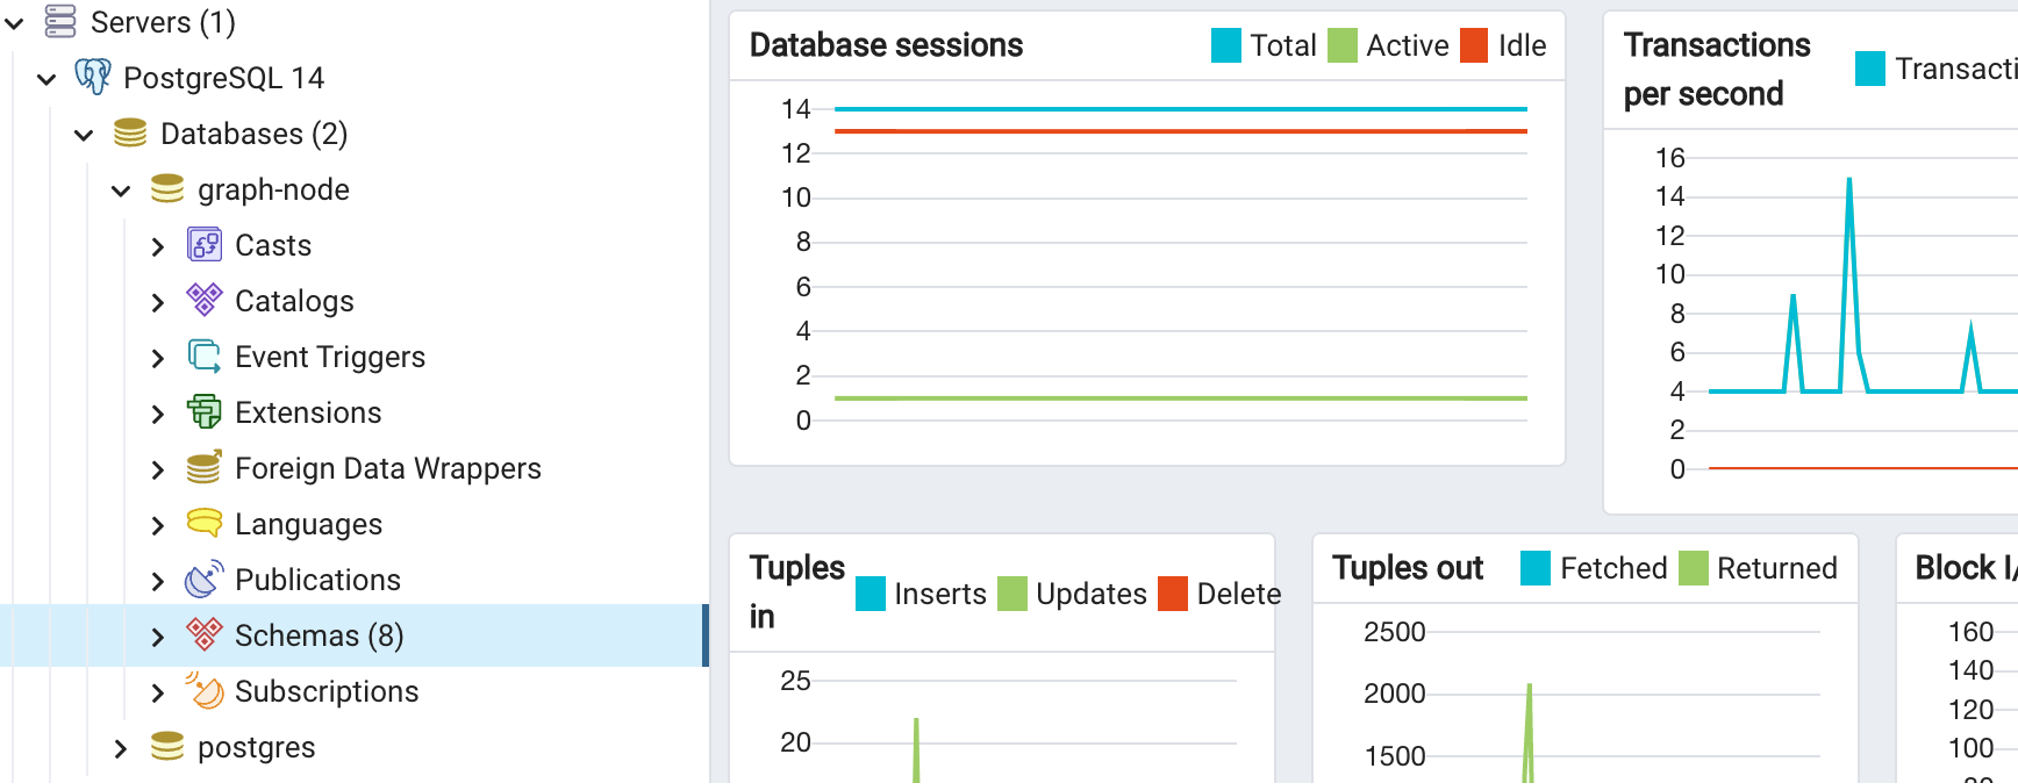 Servers (1)
PostgreSQL 14
Databases (2)
graph-node
Casts
Catalogs
Event Triggers
Extensions
Foreign Data Wrappers
Languages
Publications
Schemas (8)
Subscriptions
postgres
Database sessions
Total Active Idle
14
12
10
8
6
4
2
0
Transactions
per second
Transacti
16
14
12
10
8
6
4
2
0
Tuples
in
Inserts Updates Delete
25
20
Tuples out
Fetched Returned
2500
2000
1500
Block I/
160
140
120
100